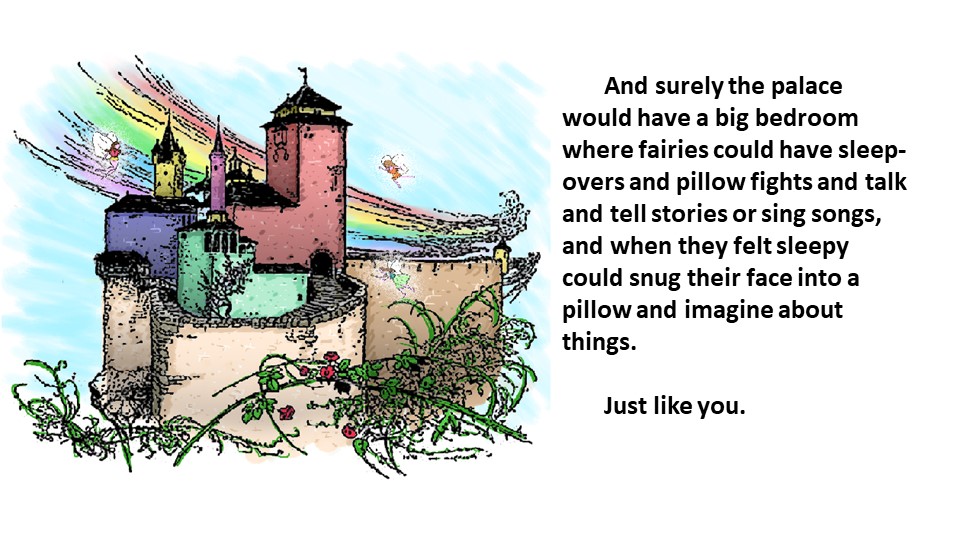 And surely the palace
would have a big bedroom
where fairies could have sleep-
overs and pillow fights and talk
and tell stories or sing songs,
and when they felt sleepy
could snug their face into a
pillow and imagine about
things.
Just like you.